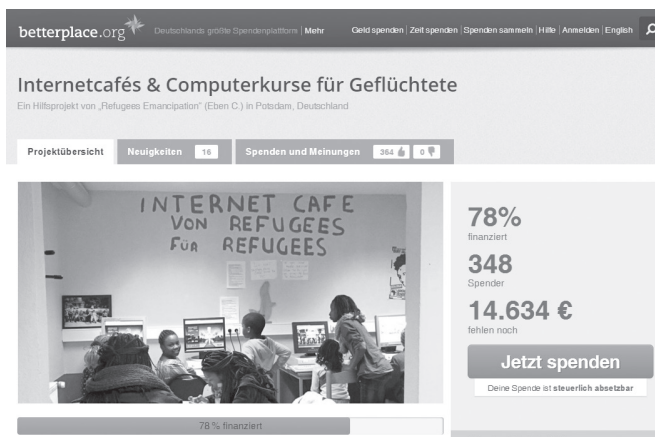 betterplace.org
Deutschlands größte Spendenplattform | Mehr
Geld spenden | Zeit spenden | Spenden sammeln | Hilfe | Anmelden | English
Internetcafés & Computerkurse für Geflüchtete
Ein Hilfsprojekt von „Refugees Emancipation“ (Eben C.) in Potsdam, Deutschland
Projektübersicht
Neuigkeiten 16
Spenden und Meinungen 364 0
INTERNET CAFE
VON REFUGEES
FÜR REFUGEES
78%
finanziert
348
Spender
14.634 €
fehlen noch
Jetzt spenden
Deine Spende ist steuerlich absetzbar
78 % finanziert